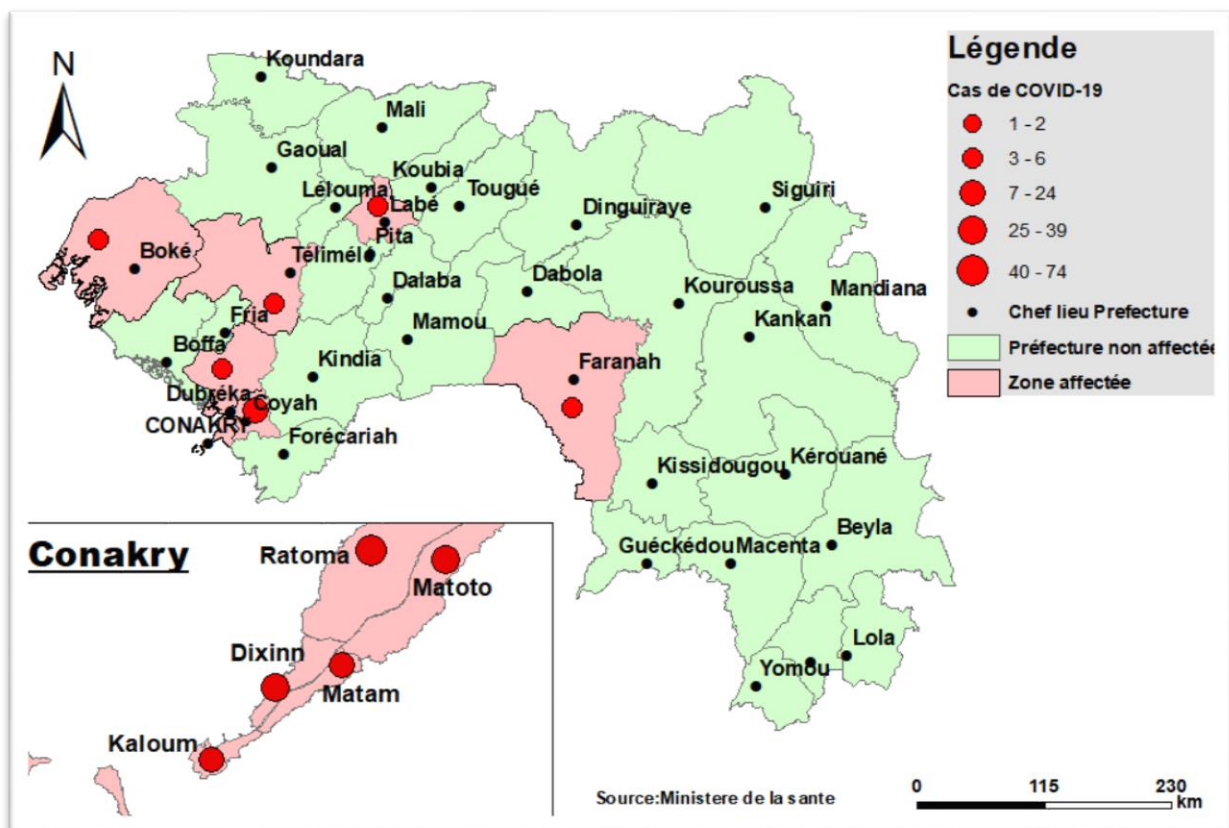 N
Koundara
Mali
Gaoual
Koubia
Lélouma
Labé
Tougué
Pita
Siguiri
Dinguiraye
Boké
Télimélé
Dalaba
Dabola
Kouroussa
Mandiana
Fria
Mamou
Kankan
Boffa
Kindia
Faranah
Dubréka
Coyah
CONAKRY
Forécariah
Kissidougou
Kérouané
Beyla
Guéckédou
Macenta
Lola
Yomou
Légende
Cas de COVID-19
1 - 2
3 - 6
7 - 24
25 - 39
40 - 74
Chef lieu Prefecture
Préfecture non affectée
Zone affectée
Conakry
Ratoma
Matoto
Dixinn
Matam
Kaloum
Source:Ministere de la sante
0 115 230
km